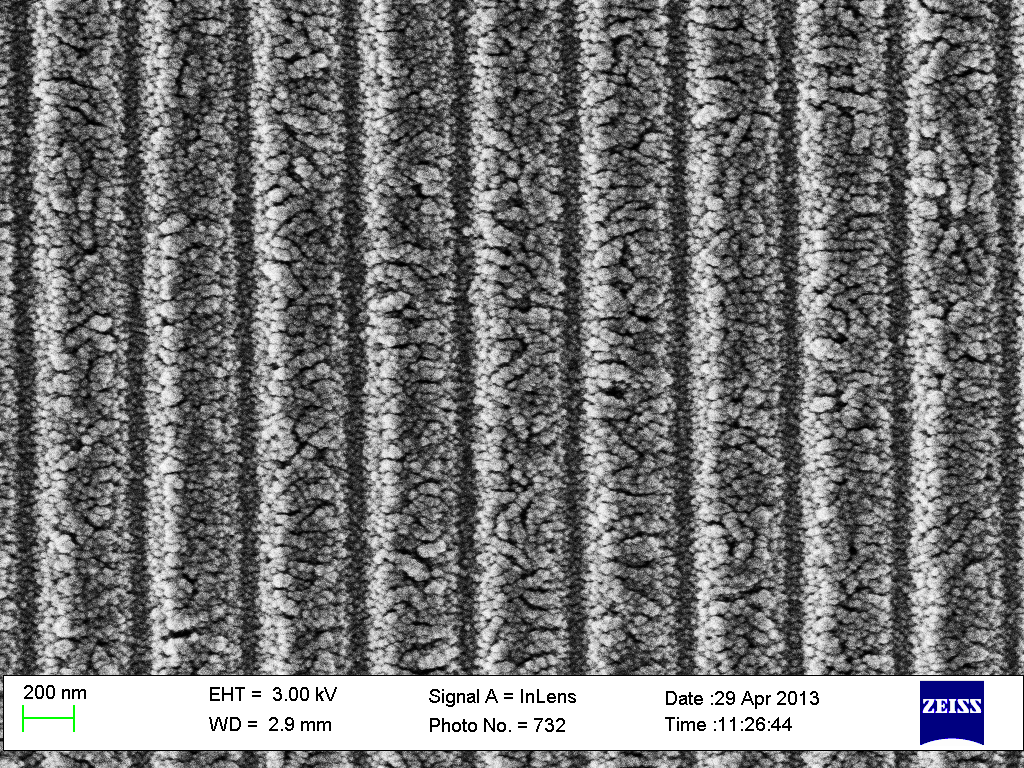 200 nm
EHT = 3.00 kV
Signal A = InLens
Date :29 Apr 2013
WD = 2.9 mm
Photo No. = 732
Time :11:26:44
ZEISS